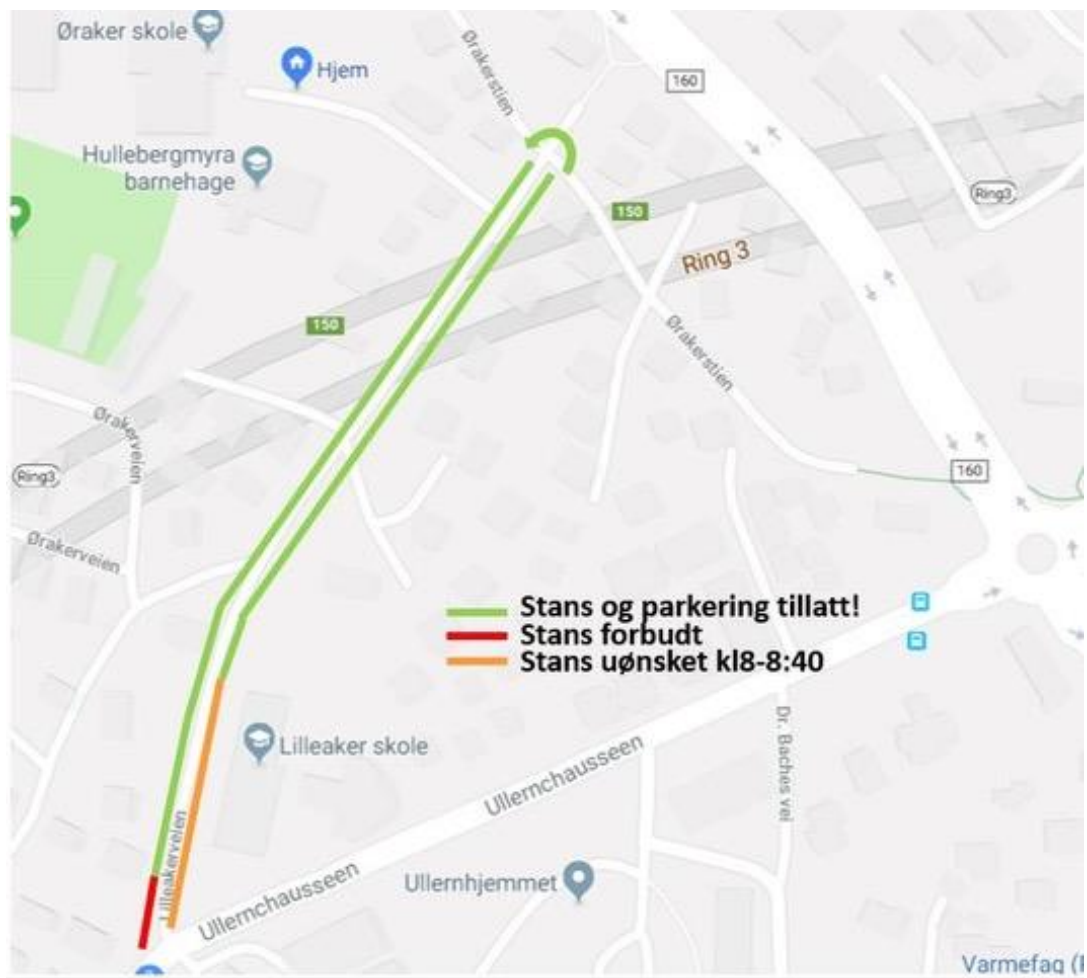 Øraker skole
Hjem
Ørakerstien
160
Hullebergmyra
barnehage
Ring3
150
Ring 3
150
Ørakerstien
Ørakerveien
Ring3
160
Ørakerveien
Stans og parkering tillatt!
Stans forbudt
Stans uønsket kl8-8:40
Lilleaker skole
Dr. Baches vei
Ullernchausseen
Lilleakerveien
Ullernchausseen
Ullernhjemmet